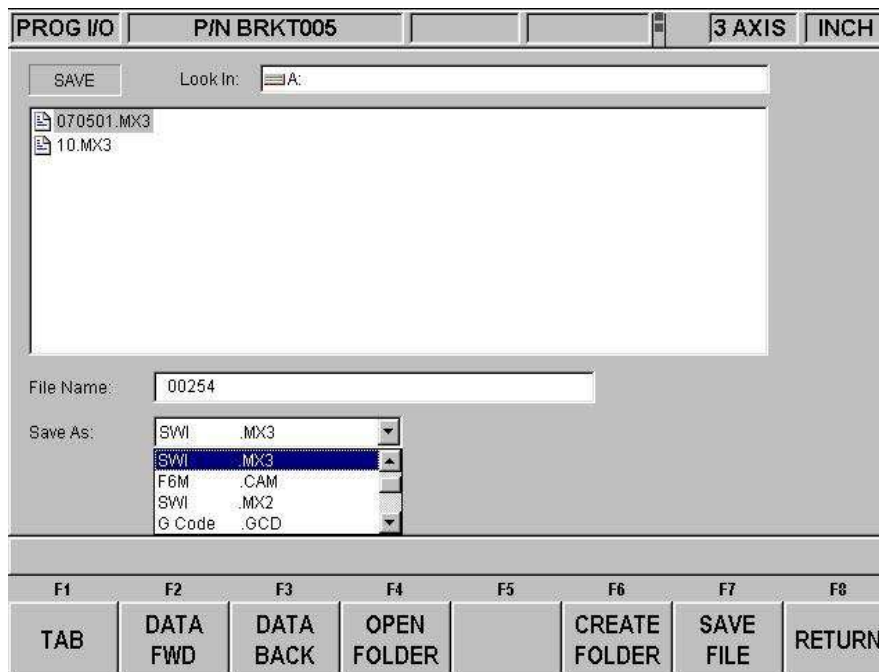 PROG I/O P/N BRKT005 3 AXIS INCH
SAVE Look In: A:
070501.MX3
10.MX3
File Name: 00254
Save As: SWI .MX3
SWI .MX3
F6M .CAM
SWI .MX2
G Code .GCD
F1 F2 F3 F4 F5 F6 F7 F8
TAB DATA FWD DATA BACK OPEN FOLDER CREATE FOLDER SAVE FILE RETURN